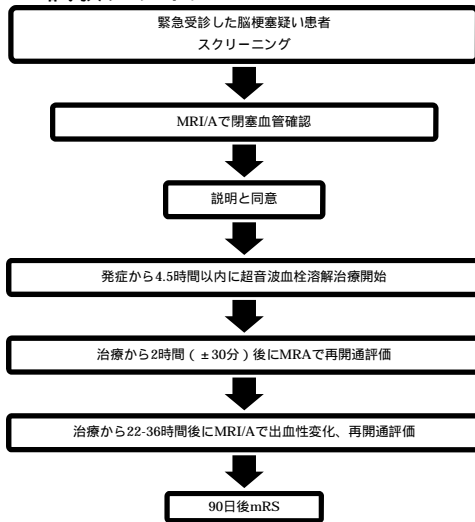 緊急受診した脳梗塞疑い患者
スクリーニング
MRI/Aで閉塞血管確認
説明と同意
発症から4.5時間以内に超音波血栓溶解治療開始
治療から2時間(±30分)後にMRAで再開通評価
治療から22-36時間後にMRI/Aで出血性変化、再開通評価
90日後mRS